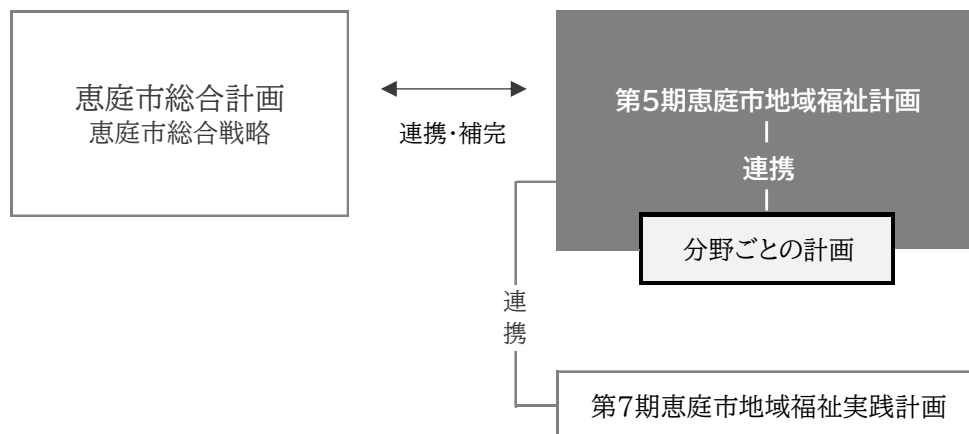 恵庭市総合計画
恵庭市総合戦略
連携・補完
第5期恵庭市地域福祉計画
連携
分野ごとの計画
連携
第7期恵庭市地域福祉実践計画